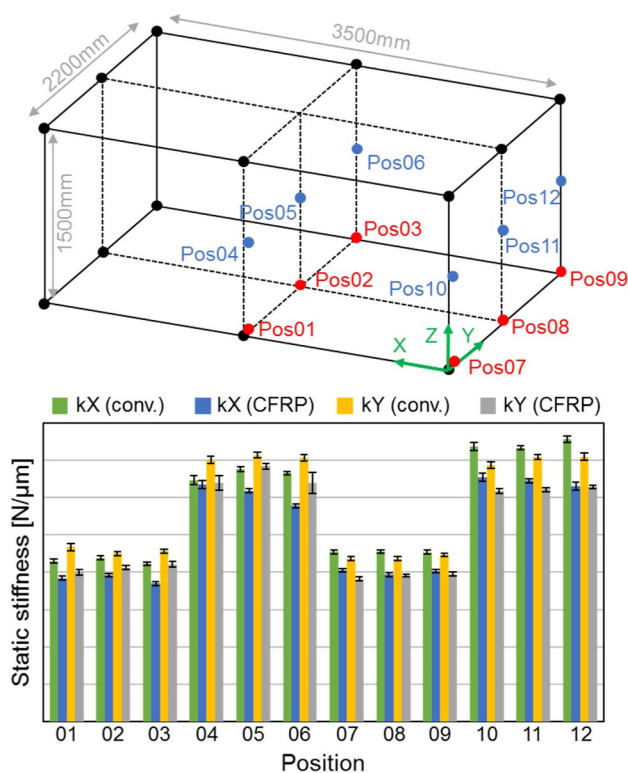 3500mm
2200mm
1500mm
Pos06
Pos12
Pos05
Pos03
Pos04
Pos11
Pos02
Pos10
Pos09
Pos01
Pos08
Z Y
X
Pos07
kX (conv.) kX (CFRP) kY (conv.) kY (CFRP)
Static stiffness [N/µm]
01 02 03 04 05 06 07 08 09 10 11 12
Position